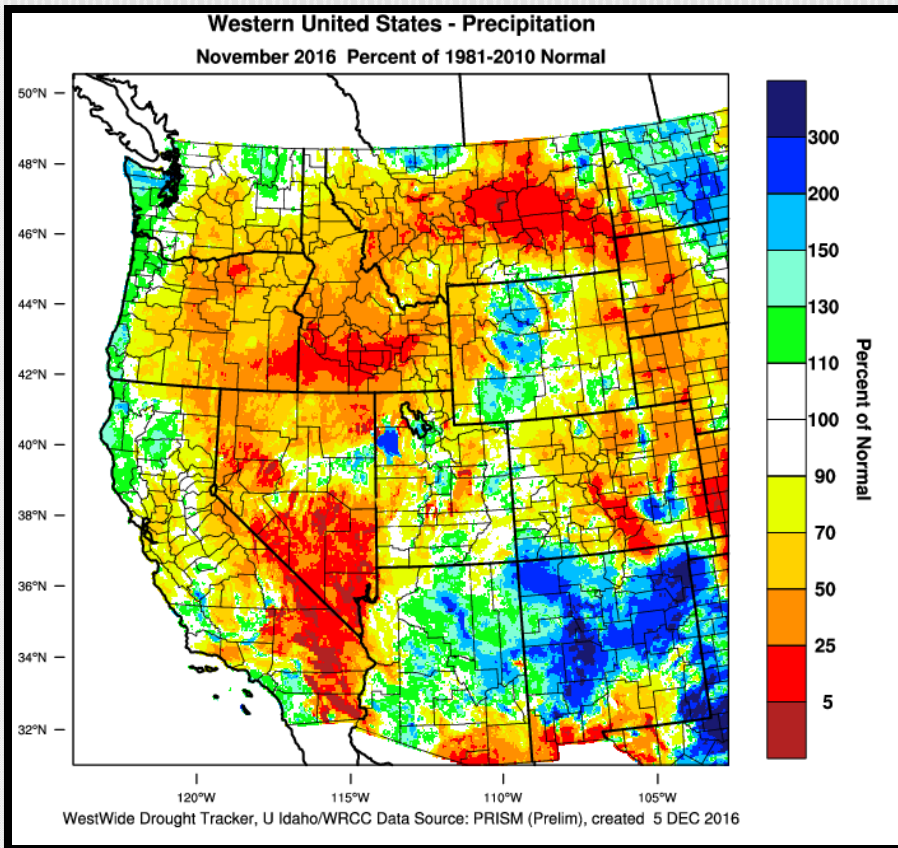 Western United States - Precipitation
November 2016 Percent of 1981-2010 Normal
50°N
48°N
46°N
44°N
42°N
40°N
38°N
36°N
34°N
32°N
120°W 115°W 110°W 105°W
300
200
150
130
110
100
90
70
50
25
5
Percent of Normal
WestWide Drought Tracker, U Idaho/WRCC Data Source: PRISM (Prelim), created 5 DEC 2016